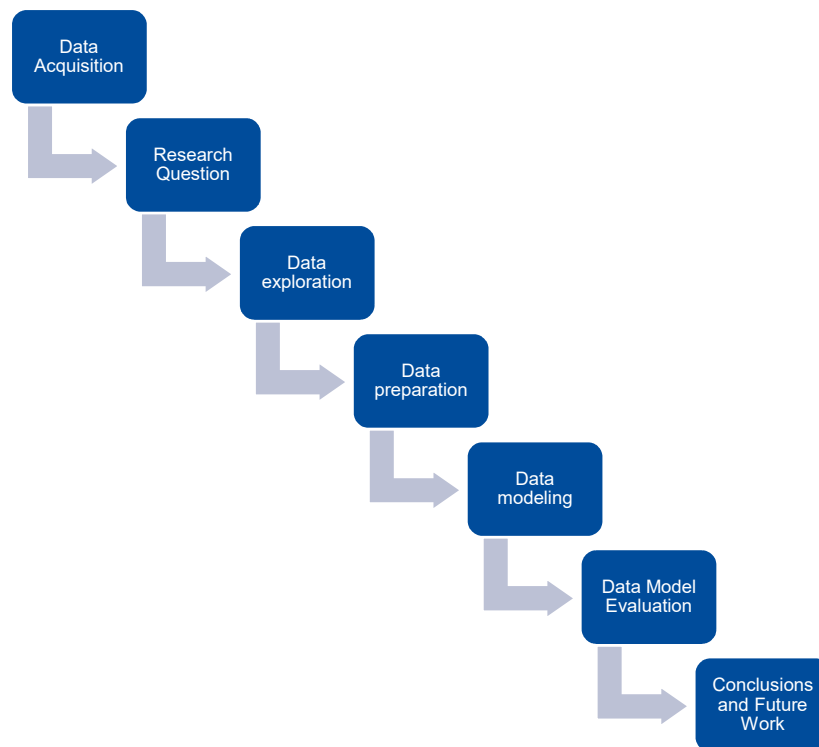 Data
Acquisition
Research
Question
Data
exploration
Data
preparation
Data
modeling
Data Model
Evaluation
Conclusions
and Future
Work